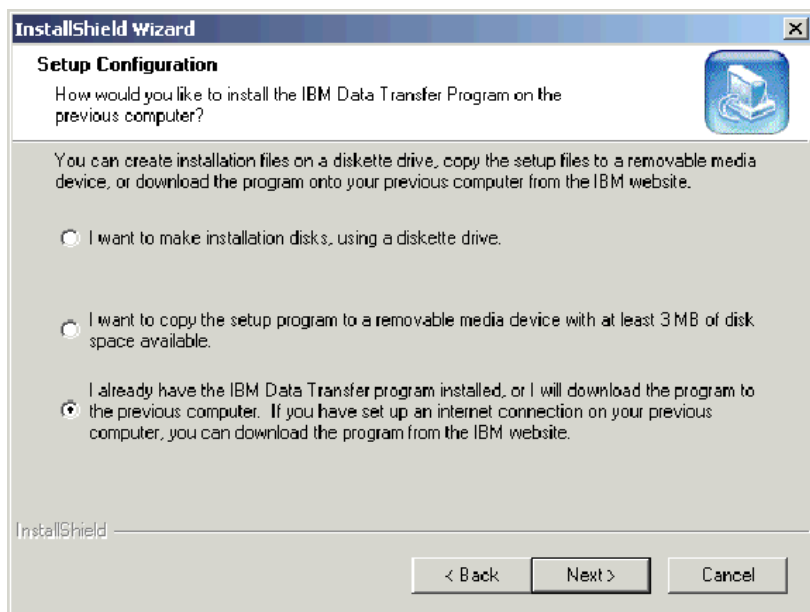 InstallShield Wizard
Setup Configuration
How would you like to install the IBM Data Transfer Program on the
previous computer?
You can create installation files on a diskette drive, copy the setup files to a removable media
device, or download the program onto your previous computer from the IBM website.
I want to make installation disks, using a diskette drive.
I want to copy the setup program to a removable media device with at least 3 MB of disk
space available.
I already have the IBM Data Transfer program installed, or I will download the program to
the previous computer.  If you have set up an internet connection on your previous
computer, you can download the program from the IBM website.
InstallShield
< Back
Next >
Cancel